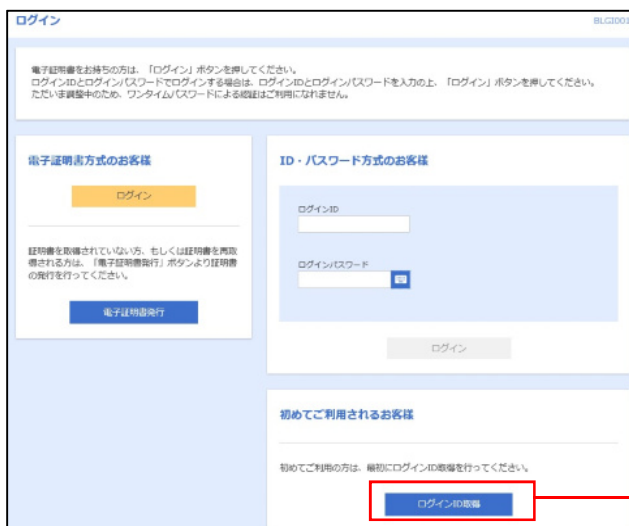 ログイン
BLGI001
電子証明書をお持ちの方は、「ログイン」ボタンを押してください。
ログインIDとログインパスワードでログインする場合は、ログインIDとログインパスワードを入力の上、「ログイン」ボタンを押してください。
ただいま調整中のため、ワンタイムパスワードによる認証はご利用になれません。
電子証明書方式のお客様
ログイン
証明書を取得されていない方、もしくは証明書を再取
得される方は、「電子証明書発行」ボタンより証明書
の発行を行ってください。
電子証明書発行
ID・パスワード方式のお客様
ログインID
ログインパスワード
ログイン
初めてご利用されるお客様
初めてご利用の方は、最初にログインID取得を行ってください。
ログインID取得